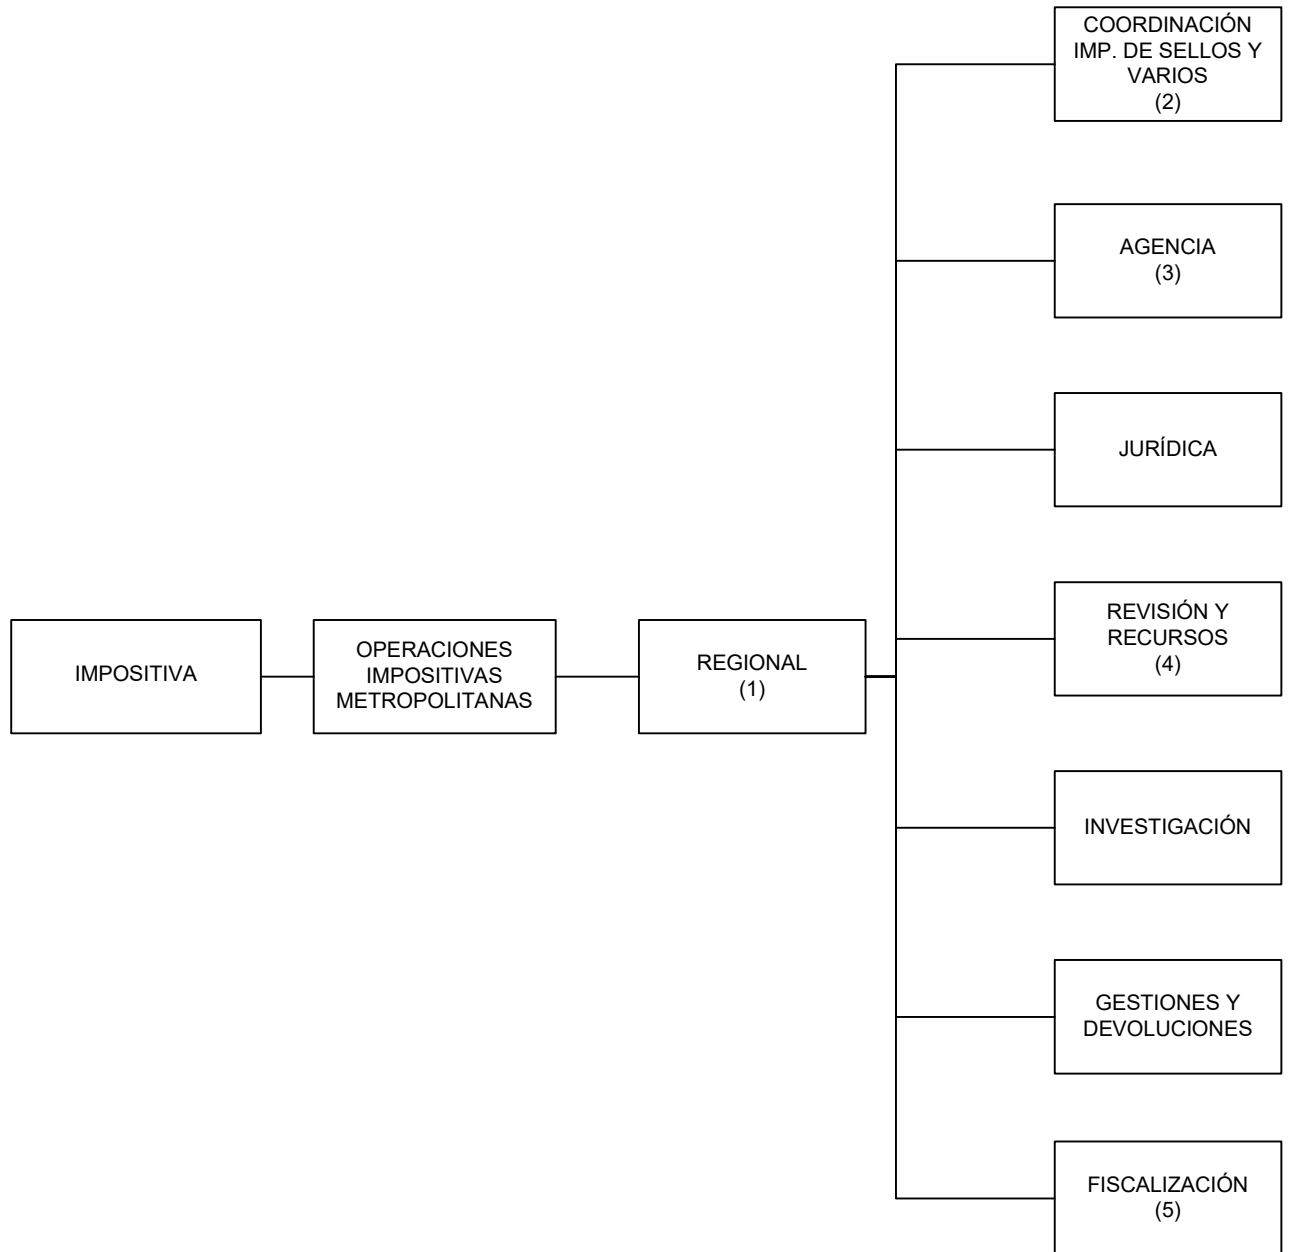 COORDINACIÓN
IMP. DE SELLOS Y
VARIOS
(2)
AGENCIA
(3)
JURÍDICA
IMPOSITIVA
OPERACIONES
IMPOSITIVAS
METROPOLITANAS
REGIONAL
(1)
REVISIÓN Y
RECURSOS
(4)
INVESTIGACIÓN
GESTIONES Y
DEVOLUCIONES
FISCALIZACIÓN
(5)